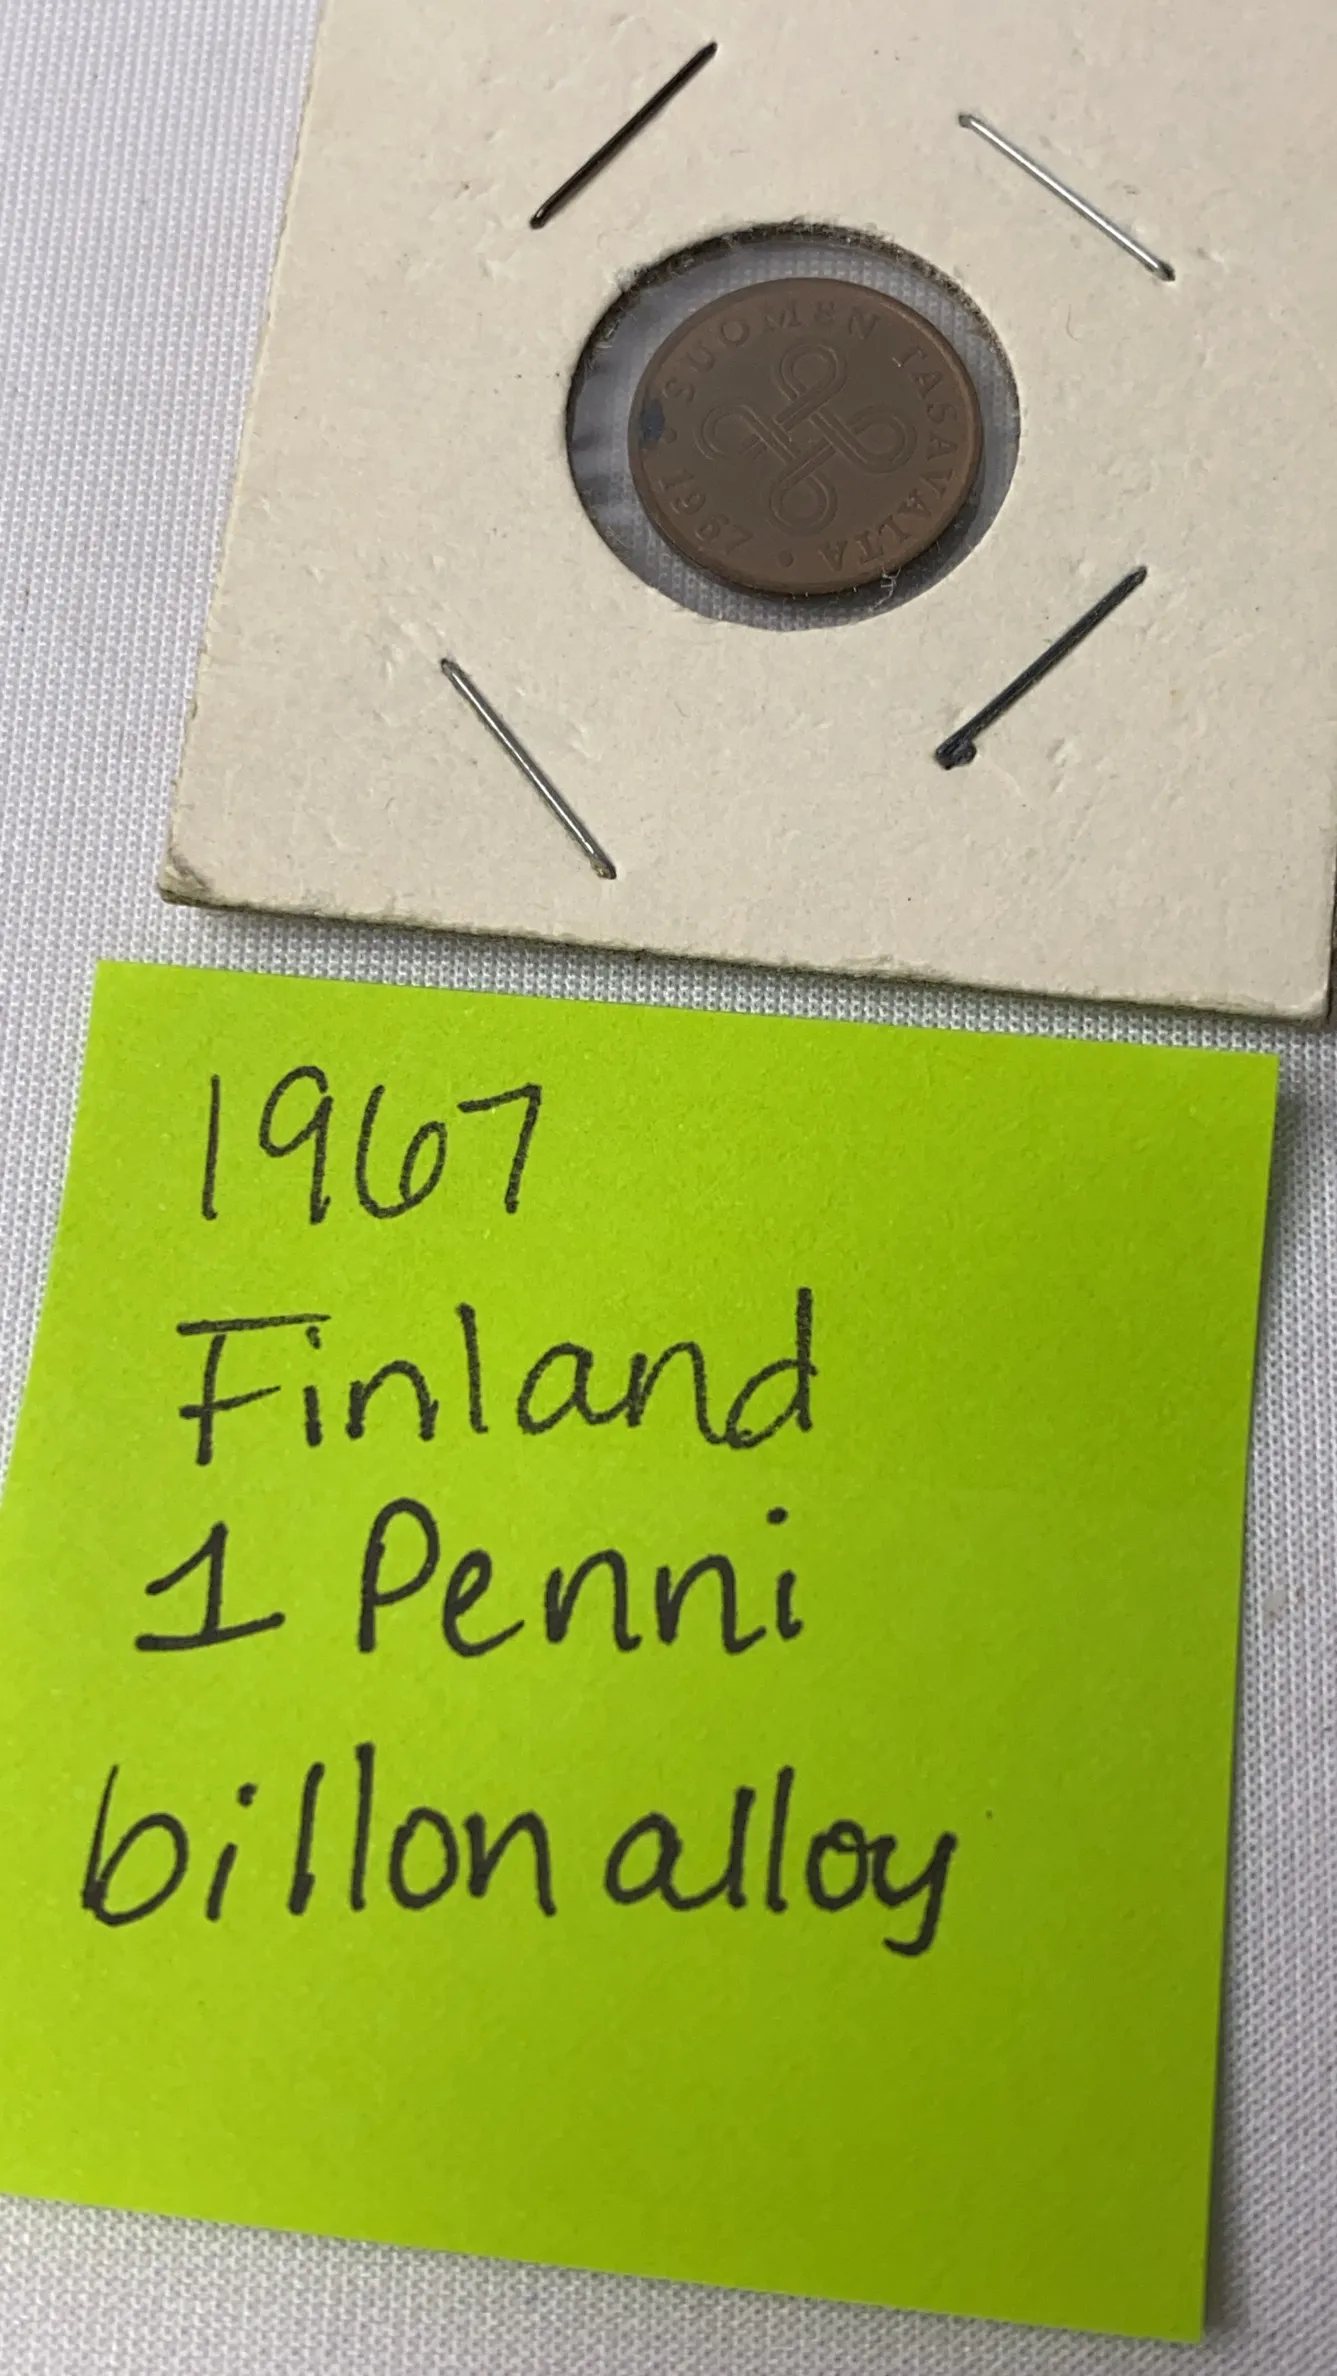 • SUOMEN TASAVALTA •
1967
1967
Finland
1 Penni
billon alloy